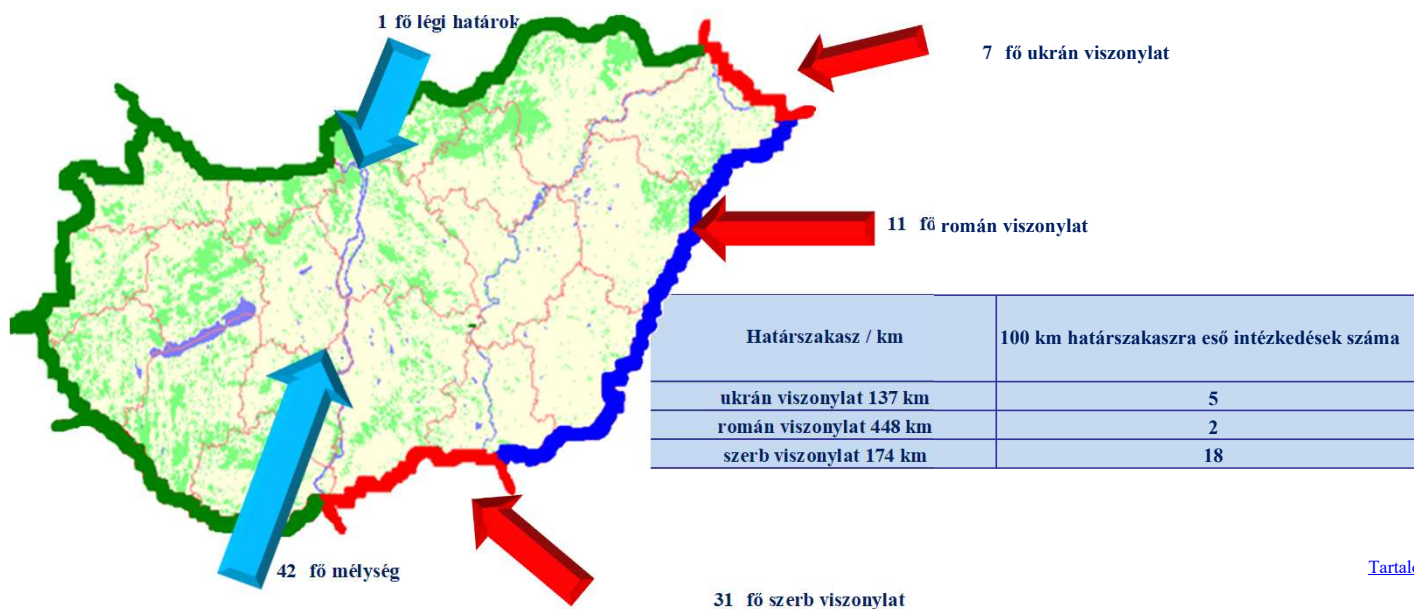 1 fő légi határok
7 fő ukrán viszonylat
11 fő román viszonylat
Határszakasz / km
100 km határszakaszra eső intézkedések száma
ukrán viszonylat 137 km
5
román viszonylat 448 km
2
szerb viszonylat 174 km
18
42 fő mélység
31 fő szerb viszonylat